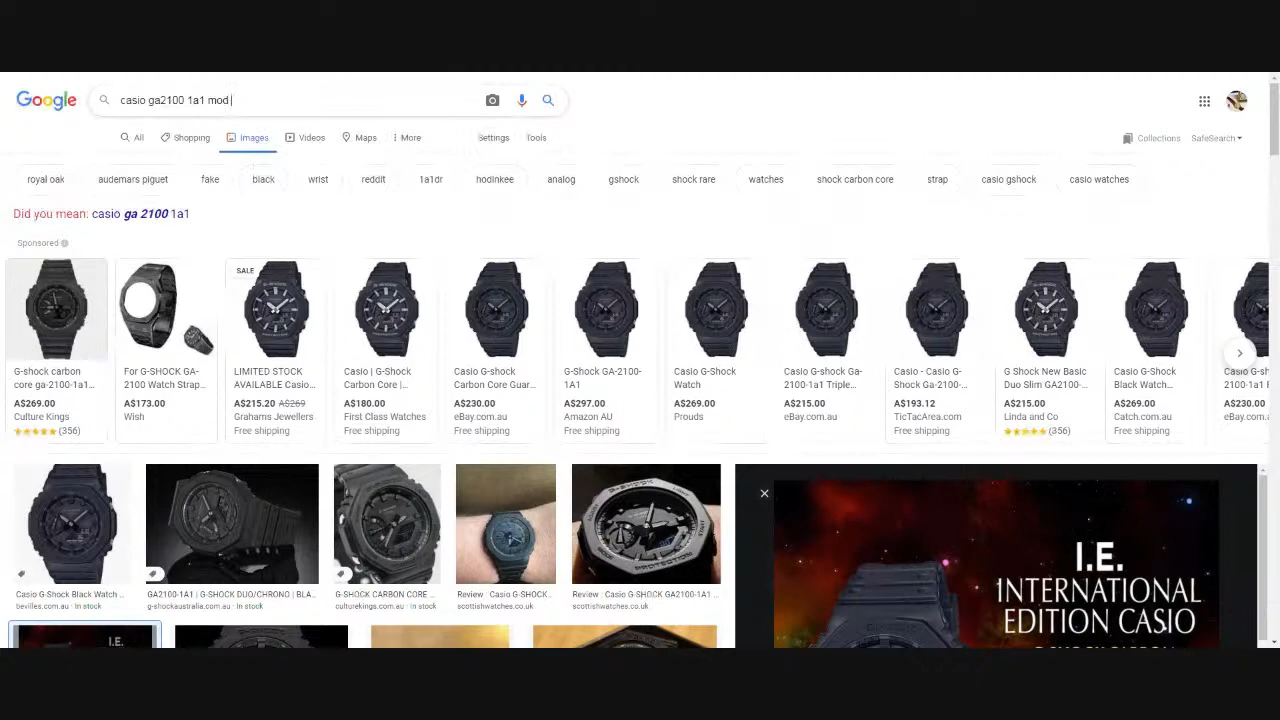 Google
casio ga2100 1a1 mod
All Shopping Images Videos Maps More Settings Tools
Collections SafeSearch
royal oak audemars piguet fake black wrist reddit 1a1dr hodinkee analog gshock shock rare watches shock carbon core strap casio gshock casio watches
Did you mean: casio ga 2100 1a1
Sponsored
SALE
G-shock carbon
core ga-2100-1a1...
A$269.00
Culture Kings
(356)
For G-SHOCK GA-
2100 Watch Strap...
A$173.00
Wish
LIMITED STOCK
AVAILABLE Casio...
A$215.20 A$269
Grahams Jewellers
Free shipping
Casio | G-Shock
Carbon Core |...
A$180.00
First Class Watches
Free shipping
Casio G-shock
Carbon Core Guar...
A$230.00
eBay.com.au
Free shipping
G-SHOCK GA-2100-
1A1
A$297.00
Amazon AU
Free shipping
Casio G-Shock
Watch
A$269.00
Prouds
Casio G-shock
Ga-2100-1a1 Triple...
A$215.00
eBay.com.au
Casio - Casio G-
Shock Ga-2100-...
A$193.12
TicTacArea.com
Free shipping
G Shock New Basic
Duo Slim GA2100-...
A$215.00
Linda and Co
(356)
Casio G-Shock
Black Watch...
A$269.00
Catch.com.au
Free shipping
A$230.00
Casio G-Shock Black Watch ...
bevilles.com.au · In stock
GA2100-1A1 | G-SHOCK DUO/CHRONO | BLA...
g-shockaustralia.com.au · In stock
G-SHOCK CARBON CORE ...
culturekings.com.au · In stock
Review : Casio G-SHOCK...
scottishwatches.co.uk
G-SHOCK
PROTECTION
Review : Casio G-SHOCK GA2100-1A1 ...
scottishwatches.co.uk
I.E.
I.E.
INTERNATIONAL
EDITION CASIO